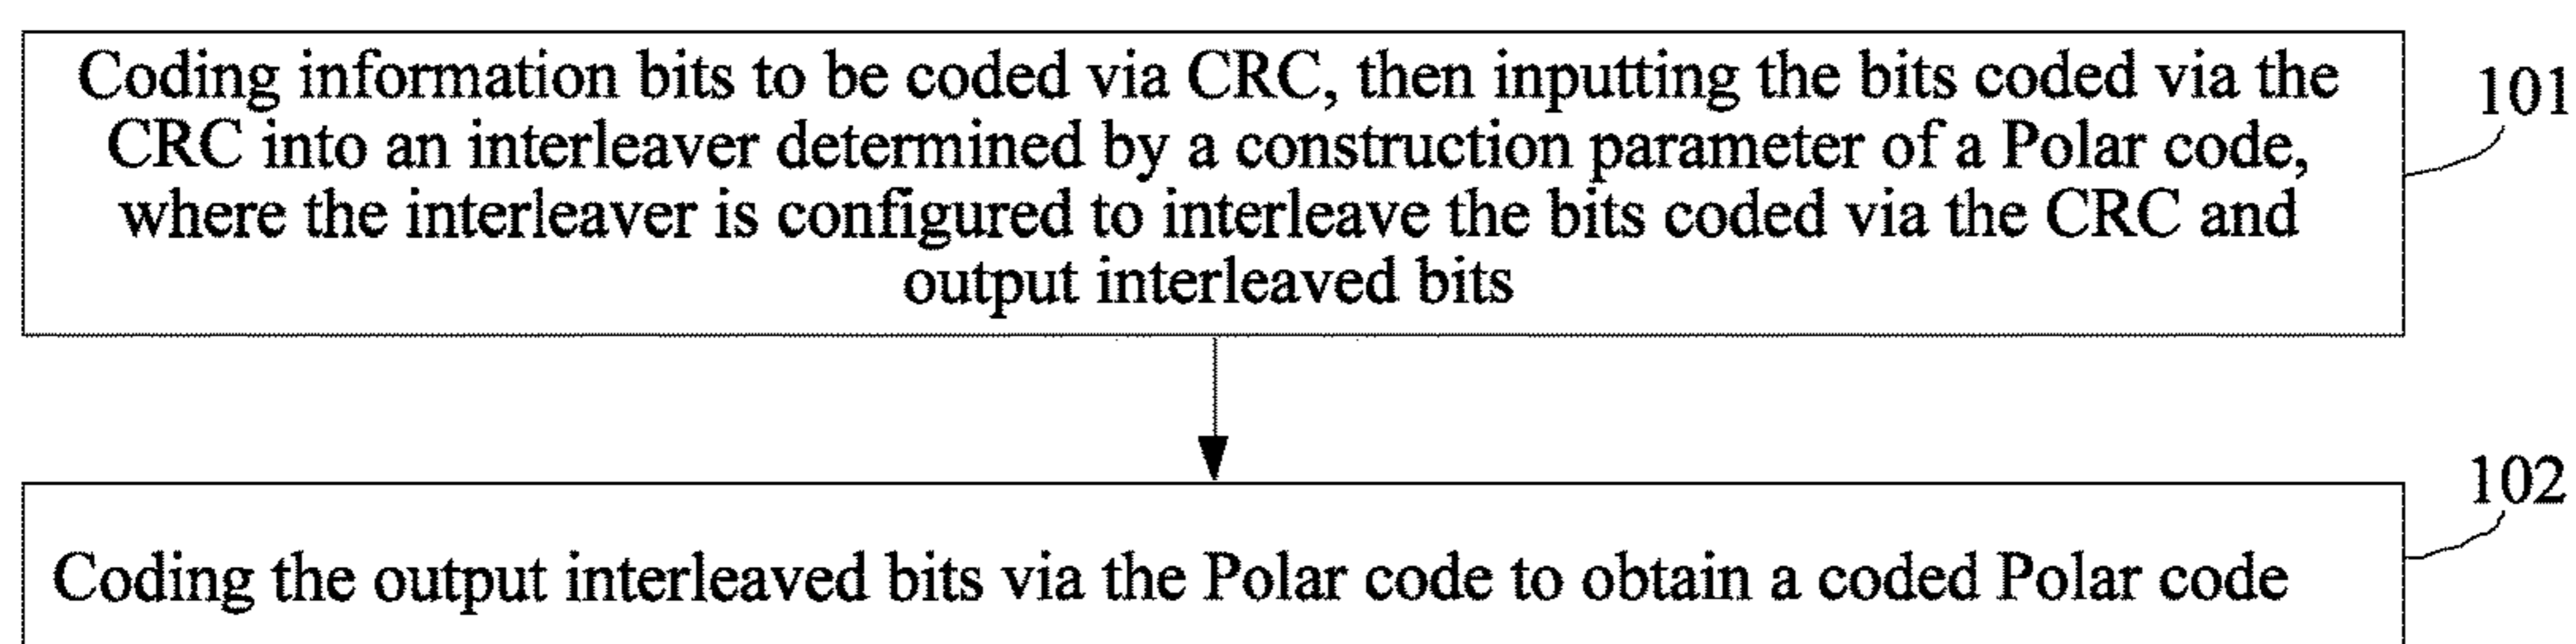 Coding information bits to be coded via CRC, then inputting the bits coded via the
CRC into an interleaver determined by a construction parameter of a Polar code,
where the interleaver is configured to interleave the bits coded via the CRC and
output interleaved bits
101
Coding the output interleaved bits via the Polar code to obtain a coded Polar code
102